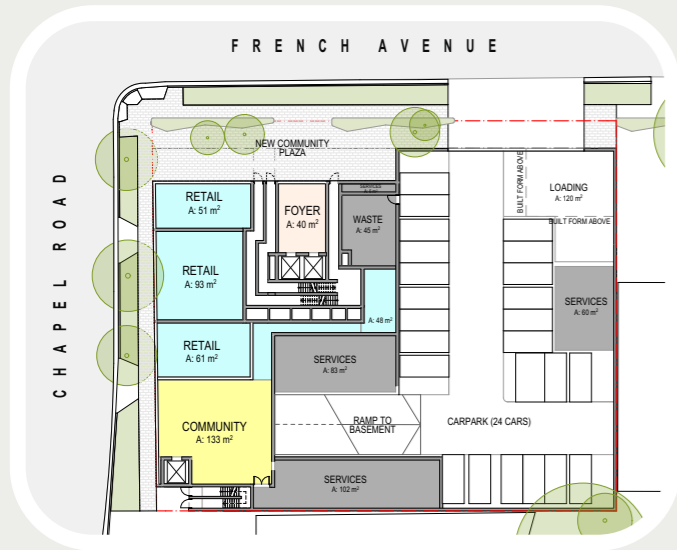 FRENCH AVENUE
CHAPEL ROAD
NEW COMMUNITY
PLAZA
RETAIL
A: 51 m²
FOYER
A: 40 m²
SERVICES
WASTE
A: 45 m²
BUILT FORM ABOVE
LOADING
A: 120 m²
BUILT FORM ABOVE
RETAIL
A: 93 m²
A: 48 m²
SERVICES
A: 60 m²
RETAIL
A: 61 m²
SERVICES
A: 83 m²
COMMUNITY
A: 133 m²
RAMP TO
BASEMENT
CARPARK (24 CARS)
SERVICES
A: 102 m²